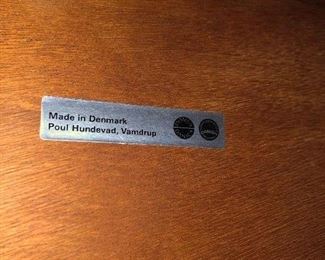 Made in Denmark
Poul Hundevad, Vamdrup